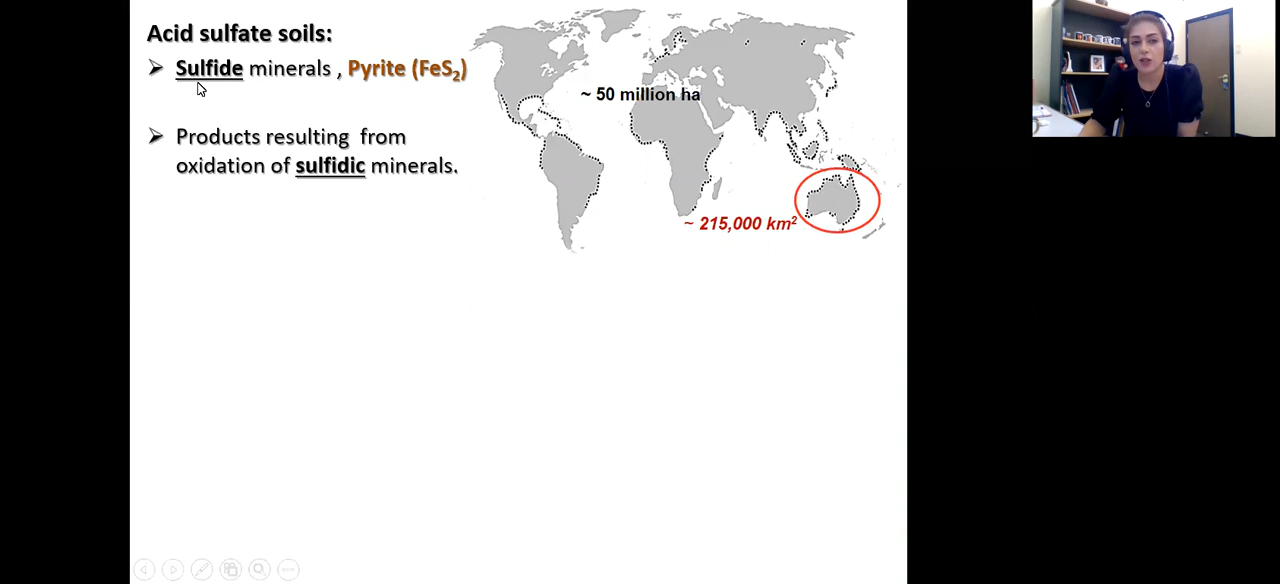 Acid sulfate soils:
➢ Sulfide minerals , Pyrite (FeS₂)
➢ Products resulting from
oxidation of sulfidic minerals.
~ 50 million ha
~ 215,000 km²